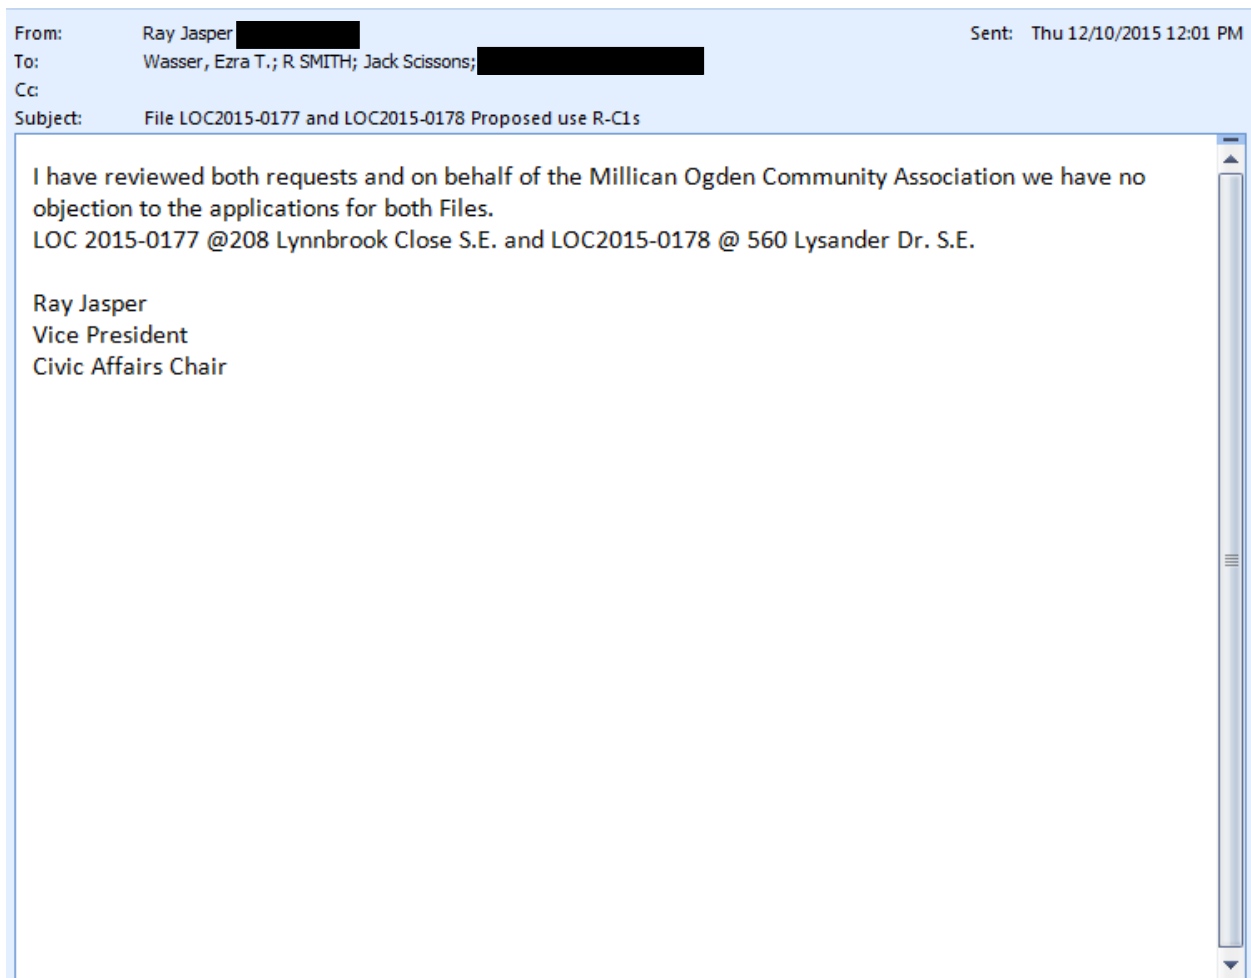 From: Ray Jasper Sent: Thu 12/10/2015 12:01 PM
To: Wasser, Ezra T.; R SMITH; Jack Scissons;
Cc:
Subject: File LOC2015-0177 and LOC2015-0178 Proposed use R-C1s
I have reviewed both requests and on behalf of the Millican Ogden Community Association we have no
objection to the applications for both Files.
LOC 2015-0177 @208 Lynnbrook Close S.E. and LOC2015-0178 @ 560 Lysander Dr. S.E.
Ray Jasper
Vice President
Civic Affairs Chair